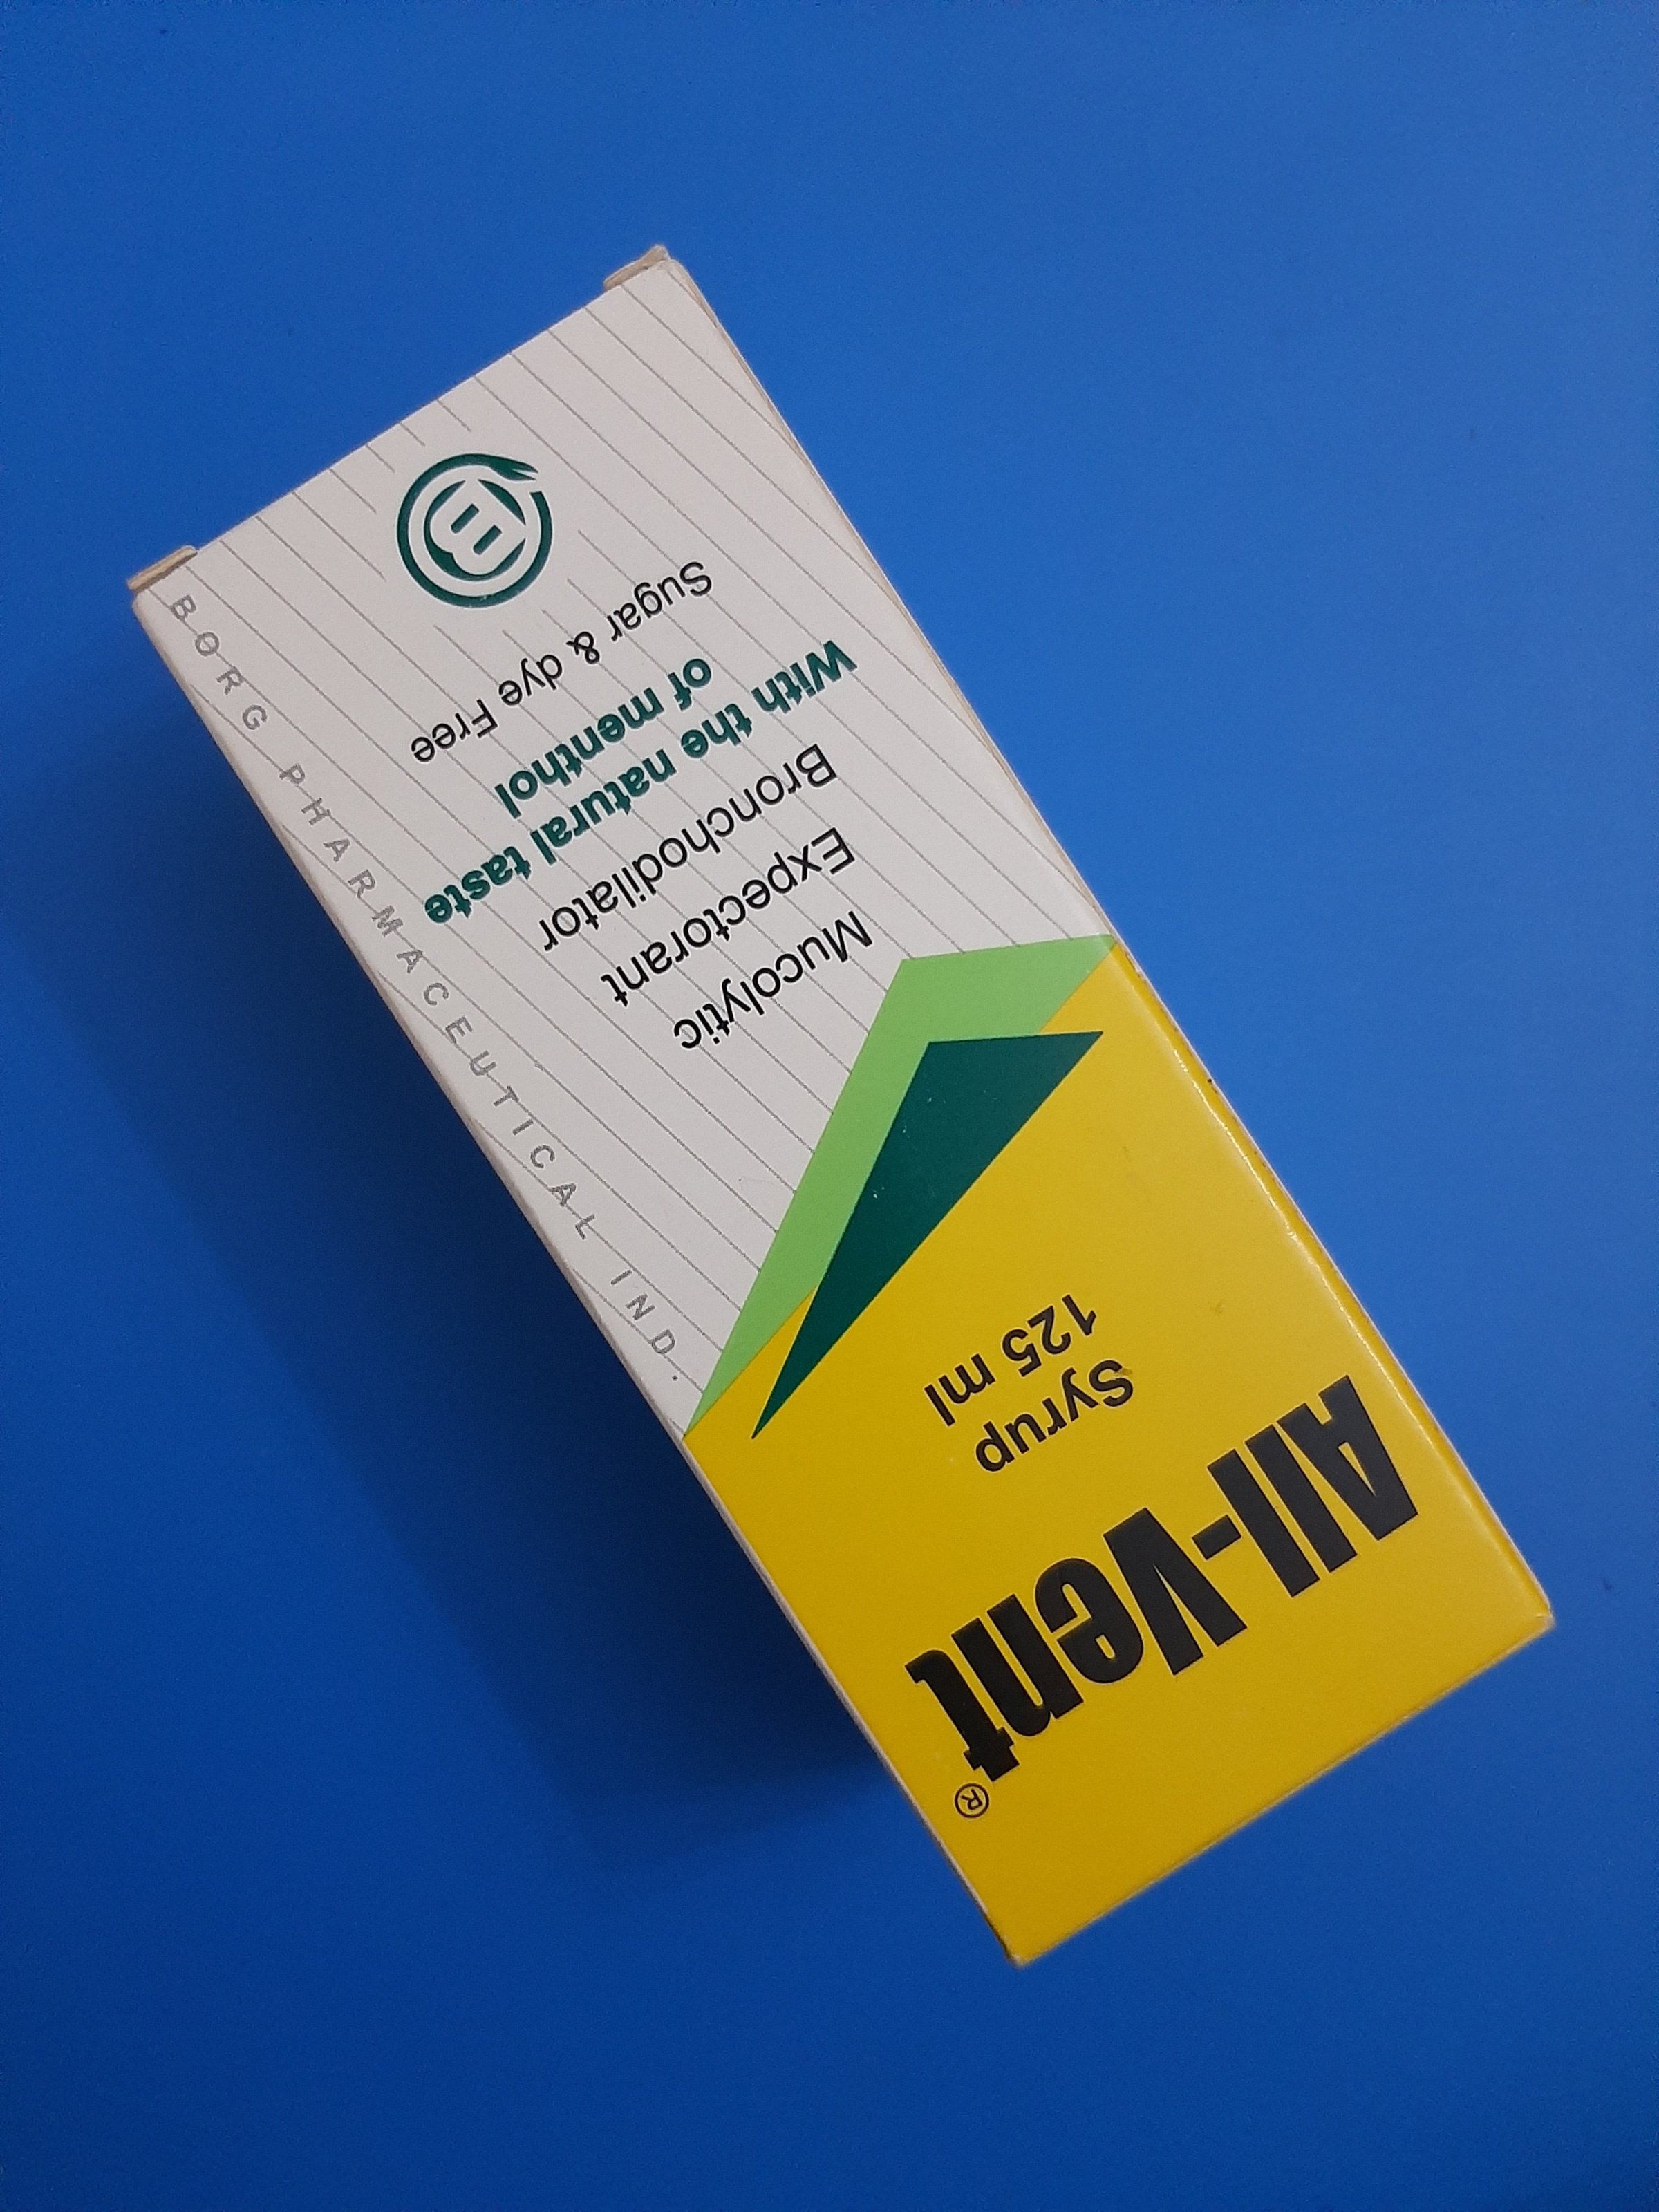 All-Vent®
Syrup
125 ml
Mucolytic
Expectorant
Bronchodilator
With the natural taste
of menthol
Sugar & dye Free
B
BORG PHARMACEUTICAL IND.